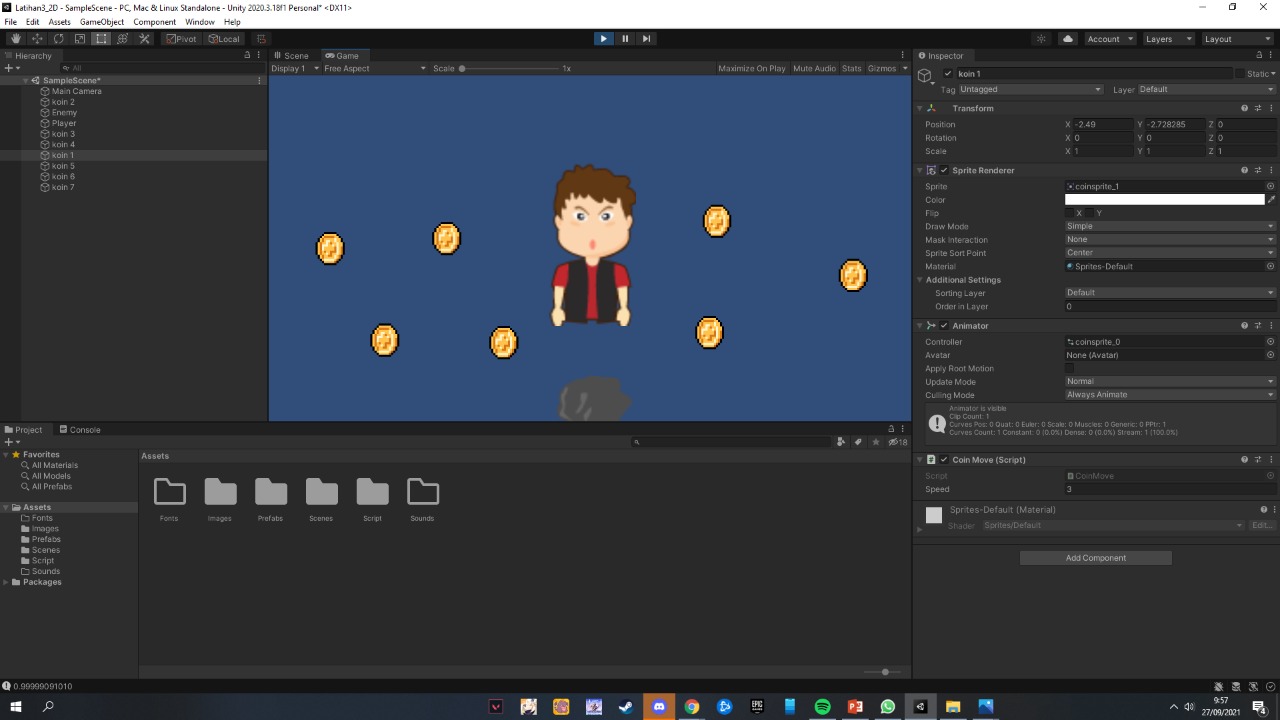 Latihan3_2D - SampleScene - PC, Mac & Linux Standalone - Unity 2020.3.18f1 Personal* <DX11>
File Edit Assets GameObject Component Window Help
Pivot Local Account Layers Layout
Hierarchy Scene Game Inspector
All
Display 1 Free Aspect Scale 1x Maximize On Play Mute Audio Stats Gizmos
SampleScene*
Main Camera
koin 2
Enemy
Player
koin 3
koin 4
koin 1
koin 5
koin 6
koin 7
koin 1 Static
Tag Untagged Layer Default
Transform
Position X -2.49 Y -2.728285 Z 0
Rotation X 0 Y 0 Z 0
Scale X 1 Y 1 Z 1
Sprite Renderer
Sprite coinsprite_1
Color
Flip X Y
Draw Mode Simple
Mask Interaction None
Sprite Sort Point Center
Material Sprites-Default
Additional Settings
Sorting Layer Default
Order in Layer 0
Animator
Controller coinsprite_0
Avatar None (Avatar)
Apply Root Motion
Update Mode Normal
Culling Mode Always Animate
Animator is visible
Clip Count: 1
Curves Pos: 0 Quat: 0 Euler: 0 Scale: 0 Muscles: 0 Generic: 0 PPtr: 1
Curves Count: 1 Constant: 0 (0.0%) Dense: 0 (0.0%) Stream: 1 (100.0%)
Coin Move (Script)
Script CoinMove
Speed 3
Sprites-Default (Material)
Shader Sprites/Default Edit...
Add Component
Project Console
18
Favorites
All Materials
All Models
All Prefabs
Assets
Fonts
Images
Prefabs
Scenes
Script
Sounds
Packages
Assets
Fonts Images Prefabs Scenes Script Sounds
0.99999091010
9:57
27/09/2021
4